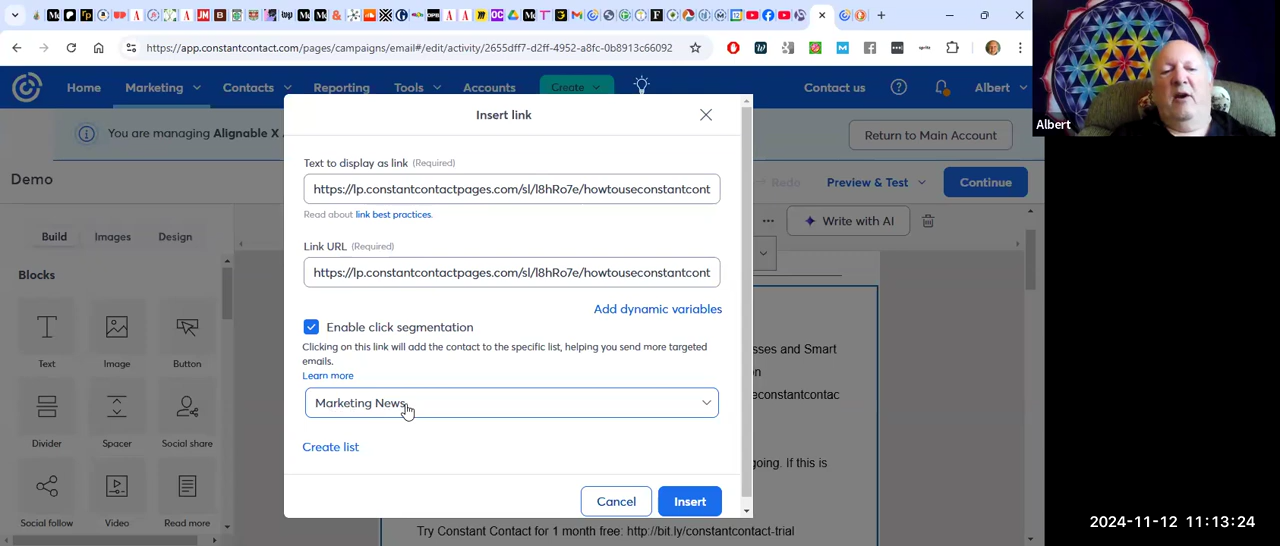 https://app.constantcontact.com/pages/campaigns/email#/edit/activity/2655dff7-d2ff-4952-a8fc-0b8913c66092
Home Marketing Contacts Reporting Tools Accounts Create Contact us Albert
Albert
You are managing Alignable X
Return to Main Account
Demo
Redo Preview & Test Continue
Build Images Design
Write with AI
Blocks
Text Image Button
Divider Spacer Social share
Social follow Video Read more
Insert link
Text to display as link (Required)
https://lp.constantcontactpages.com/sl/l8hRo7e/howtouseconstantcont
Read about link best practices.
Link URL (Required)
https://lp.constantcontactpages.com/sl/l8hRo7e/howtouseconstantcont
Add dynamic variables
Enable click segmentation
Clicking on this link will add the contact to the specific list, helping you send more targeted
emails.
Learn more
Marketing News
Create list
Cancel Insert
sses and Smart
on
econstantcontac
going. If this is
Try Constant Contact for 1 month free: http://bit.ly/constantcontact-trial
2024-11-12 11:13:24